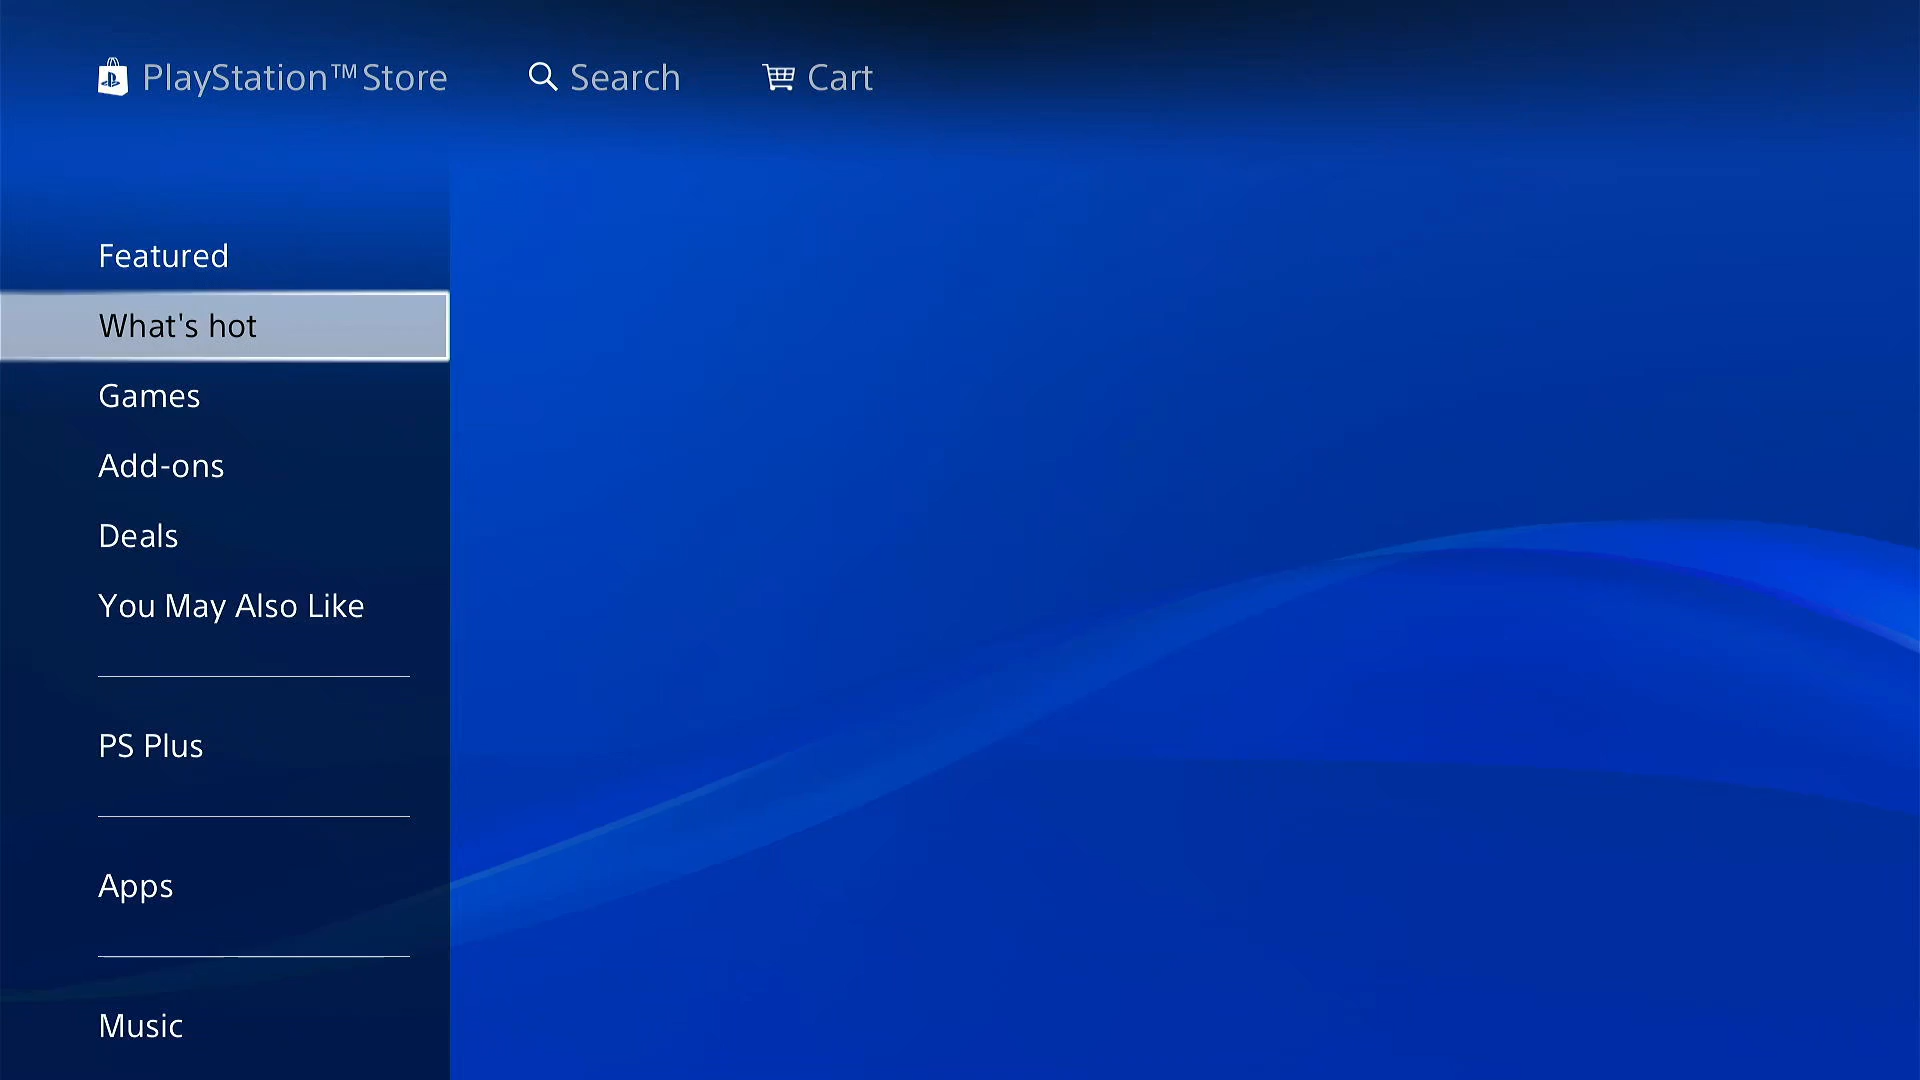 PlayStation™Store Search Cart
Featured
What's hot
Games
Add-ons
Deals
You May Also Like
PS Plus
Apps
Music